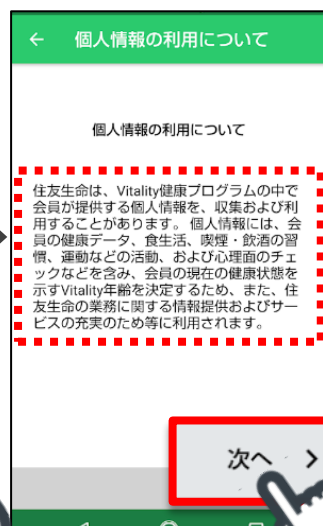 個人情報の利用について
個人情報の利用について
住友生命は、Vitality健康プログラムの中で
会員が提供する個人情報を、収集および利
用することがあります。個人情報には、会
員の健康データ、食生活、喫煙・飲酒の習
慣、運動などの活動、および心理面のチェ
ックなどを含み、会員の現在の健康状態を
示すVitality年齢を決定するため、また、住
友生命の業務に関する情報提供およびサー
ビスの充実のため等に利用されます。
次へ